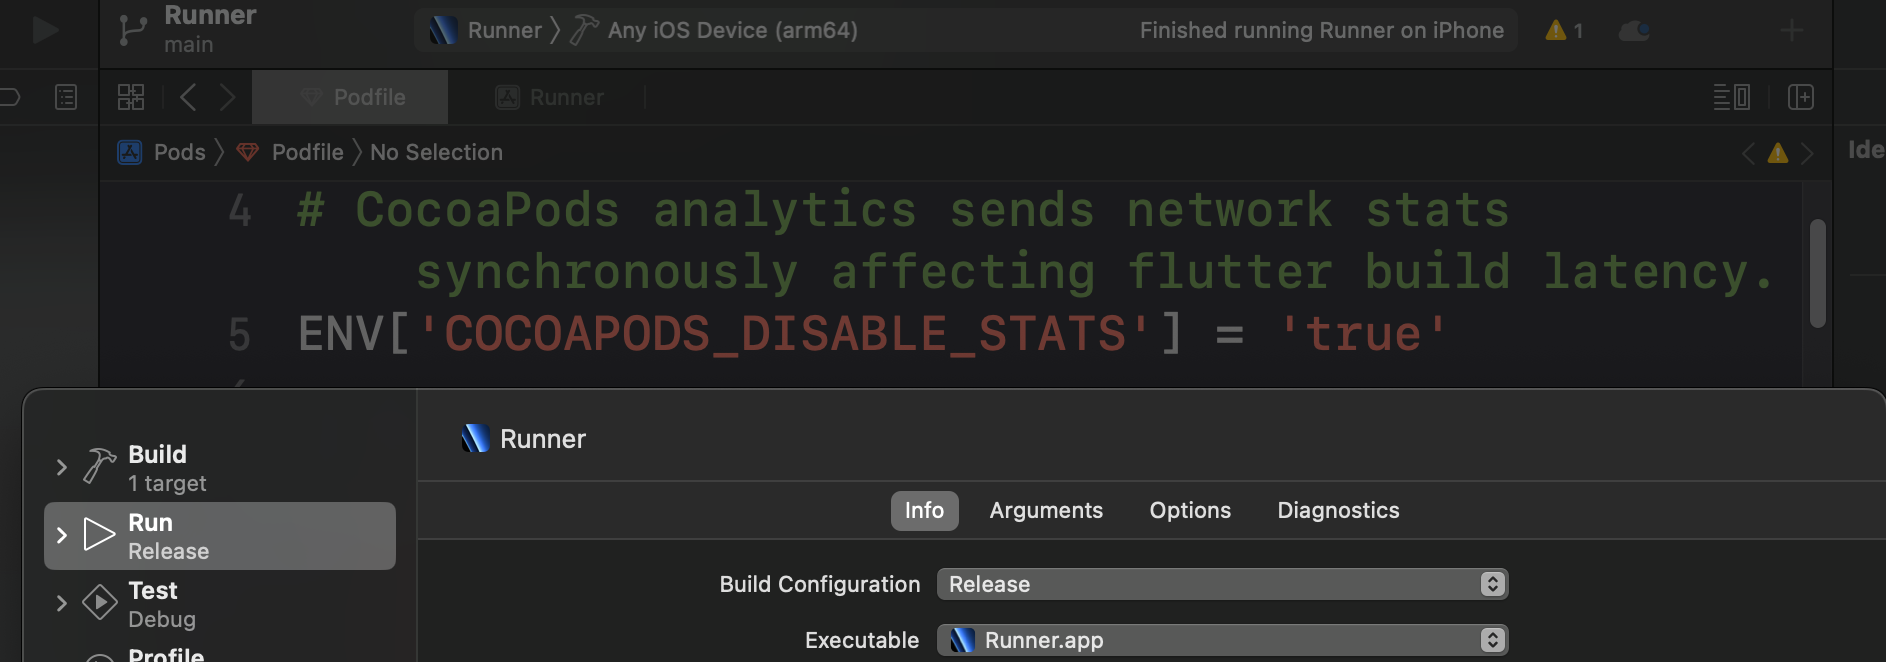 Runner
main
Runner
Any iOS Device (arm64)
Finished running Runner on iPhone
1
Podfile
Runner
Pods
Podfile
No Selection
Ide
4 # CocoaPods analytics sends network stats
synchronously affecting flutter build latency.
5 ENV['COCOAPODS_DISABLE_STATS'] = 'true'
Runner
Build
1 target
Run
Release
Test
Debug
Profile
Info
Arguments
Options
Diagnostics
Build Configuration
Release
Executable
Runner.app